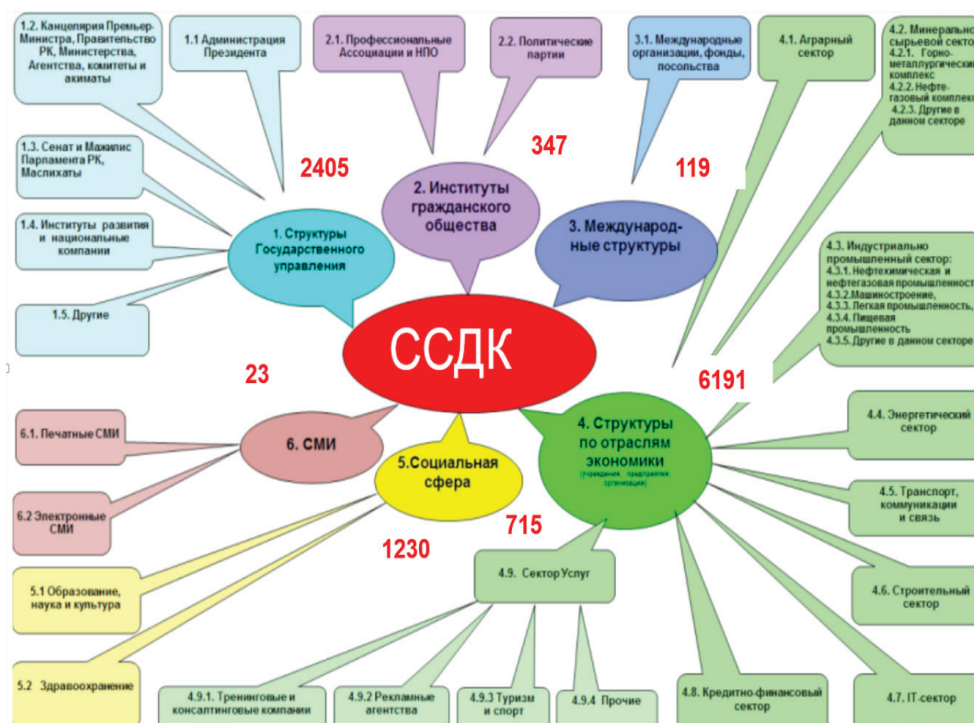 1.2. Канцелярия Премьер-
Министра, Правительство
РК, Министерства,
Агентства, комитеты и
акиматы
1.1 Администрация
Президента
2.1. Профессиональные
Ассоциации и НПО
2.2. Политические
партии
3.1. Международные
организации, фонды,
посольства
4.1. Аграрный
сектор
4.2. Минерально
сырьевой секто
4.2.1. Горно-
металлургический
комплекс
4.2.2. Нефте-
газовый комплекс
4.2.3. Другие в
данном секторе
1.3. Сенат и Мажилис
Парламента РК,
Маслихаты
2405
347
119
1.4. Институты развития
и национальные
компании
1. Структуры
Государственного
управления
2. Институты
гражданского
общества
3. Международ-
ные структуры
4.3. Индустриально
промышленный сектор:
4.3.1. Нефтехимическая и
нефтегазовая промышленност
4.3.2.Машиностроение,
4.3.3. Легкая промышленность,
4.3.4. Пищевая
промышленность
4.3.5. Другие в данном секторе
1.5. Другие
ССДК
23
6191
6.1. Печатные СМИ
6. СМИ
5.Социальная
сфера
4. Структуры
по отраслям
экономики
(учреждения, предприятия,
организации)
4.4. Энергетический
сектор
6.2 Электронные
СМИ
4.5. Транспорт,
коммуникации
и связь
1230
715
4.9. Сектор Услуг
5.1 Образование,
наука и культура
4.6. Строительный
сектор
5.2 Здравоохранение
4.9.1. Тренинговые и
консалтинговые компании
4.9.2 Рекламные
агентства
4.9.3 Туризм
и спорт
4.9.4 Прочие
4.8. Кредитно-финансовый
сектор
4.7. IT-сектор